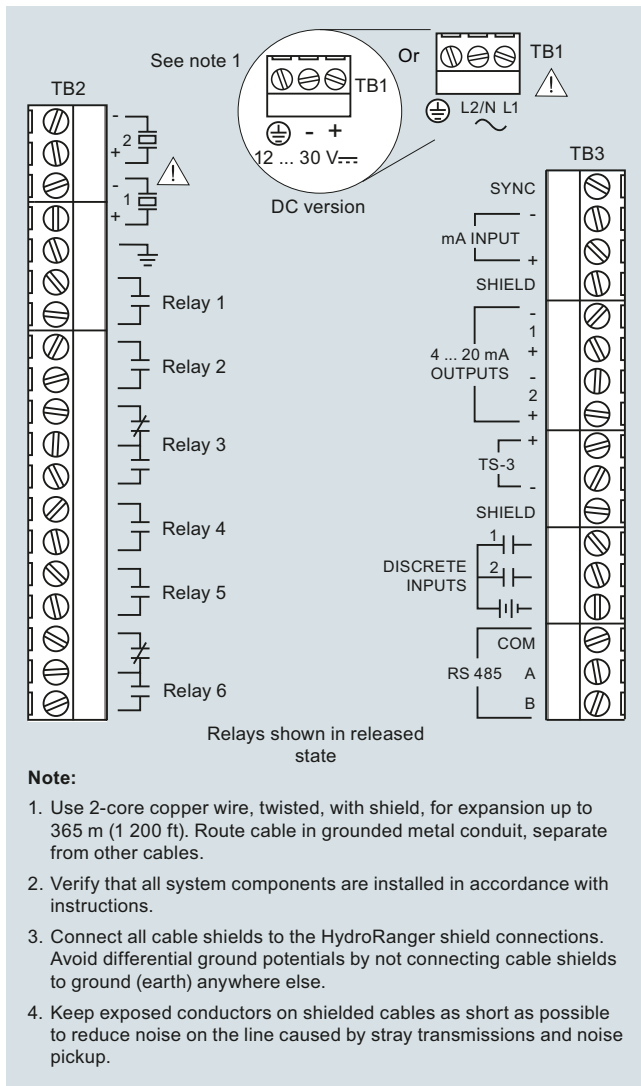 See note 1
TB1
- +
12 ... 30 V
DC version
Or
TB1
L2/N L1
TB2
-
2
+
-
1
+
Relay 1
Relay 2
Relay 3
Relay 4
Relay 5
Relay 6
TB3
SYNC
-
mA INPUT
+
SHIELD
-
1
+
4 ... 20 mA
OUTPUTS
-
2
+
+
TS-3
-
SHIELD
1
DISCRETE
INPUTS
2
COM
RS 485
A
B
Relays shown in released
state
Note:
1. Use 2-core copper wire, twisted, with shield, for expansion up to
365 m (1 200 ft). Route cable in grounded metal conduit, separate
from other cables.
2. Verify that all system components are installed in accordance with
instructions.
3. Connect all cable shields to the HydroRanger shield connections.
Avoid differential ground potentials by not connecting cable shields
to ground (earth) anywhere else.
4. Keep exposed conductors on shielded cables as short as possible
to reduce noise on the line caused by stray transmissions and noise
pickup.